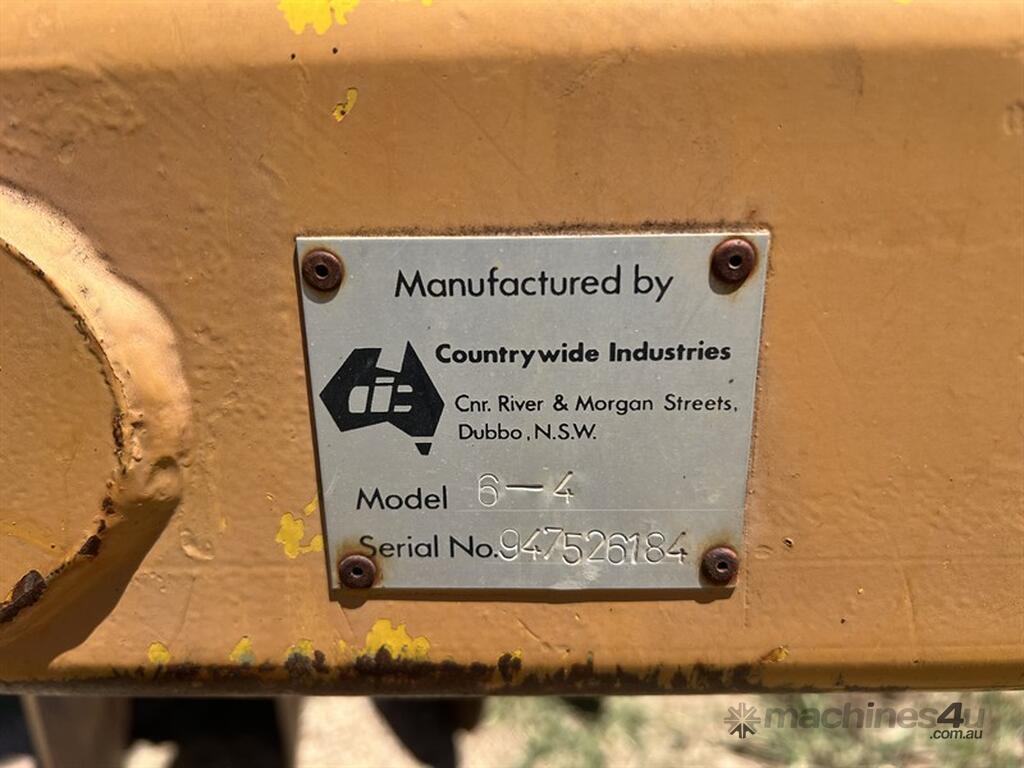 Manufactured by
Countrywide Industries
Cnr. River & Morgan Streets,
Dubbo, N.S.W.
Model 6-4
Serial No. 947526184
machines4u
.com.au